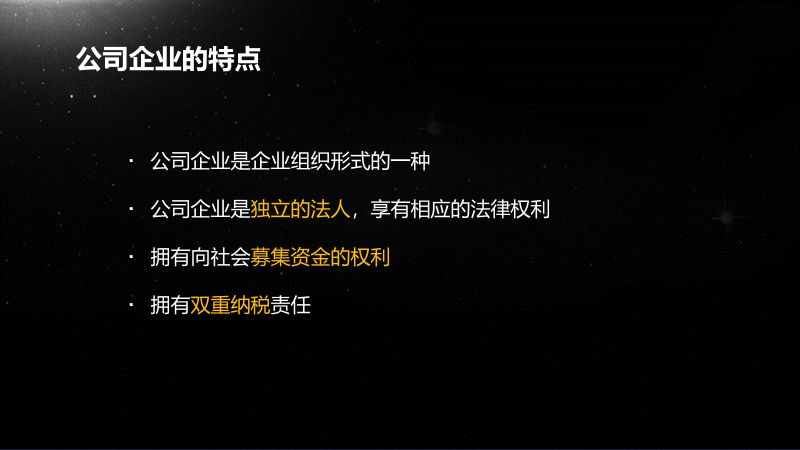 公司企业的特点
· 公司企业是企业组织形式的一种
· 公司企业是独立的法人，享有相应的法律权利
· 拥有向社会募集资金的权利
· 拥有双重纳税责任